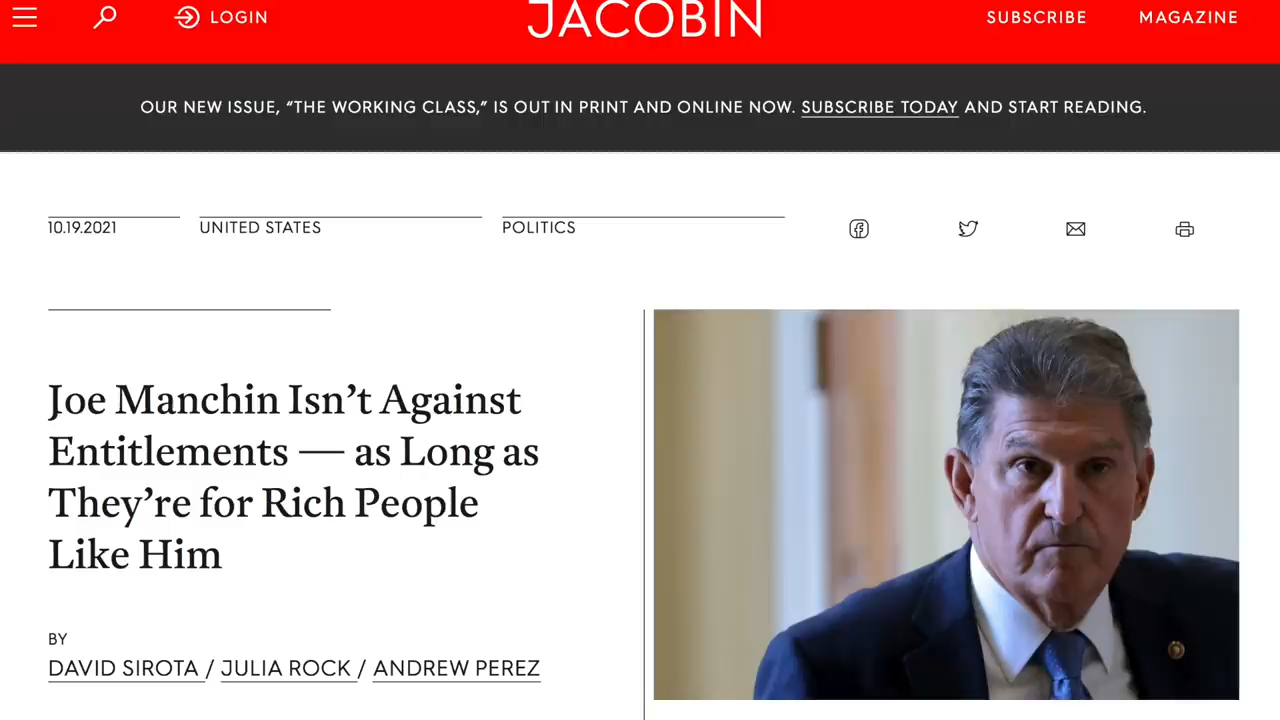 LOGIN
JACOBIN
SUBSCRIBE
MAGAZINE
OUR NEW ISSUE, “THE WORKING CLASS,” IS OUT IN PRINT AND ONLINE NOW. SUBSCRIBE TODAY AND START READING.
10.19.2021
UNITED STATES
POLITICS
Joe Manchin Isn’t Against
Entitlements — as Long as
They’re for Rich People
Like Him
BY
DAVID SIROTA / JULIA ROCK / ANDREW PEREZ